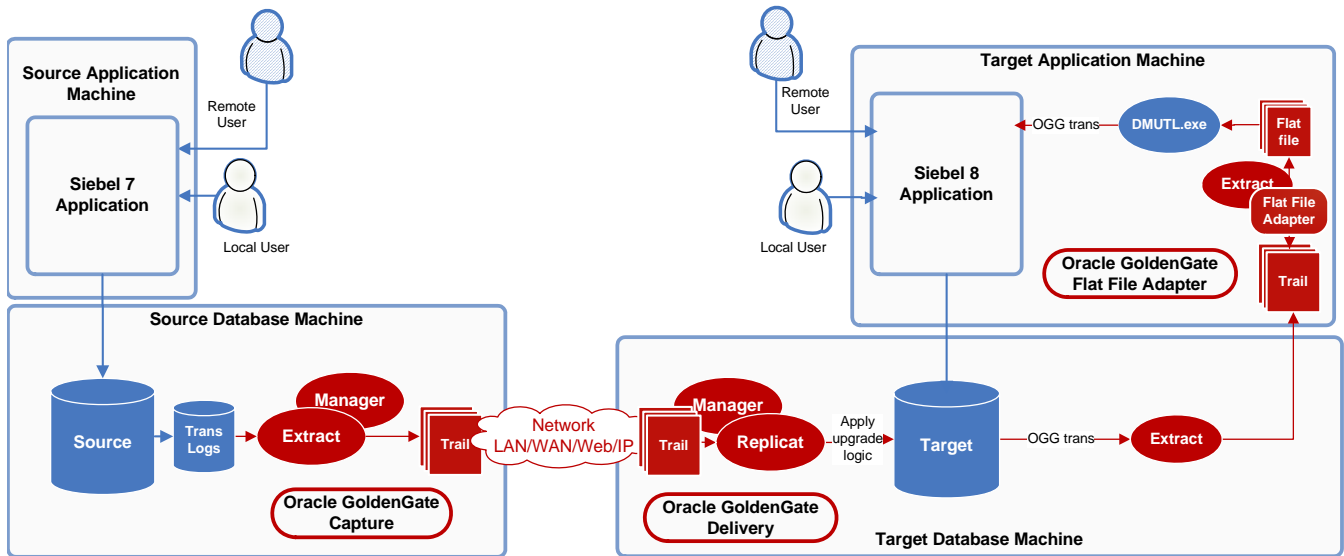 Source Application
Machine
Remote
User
Siebel 7
Application
Local User
Source Database Machine
Source
Trans
Logs
Manager
Extract
Trail
Oracle GoldenGate
Capture
Network
LAN/WAN/Web/IP
Target Application Machine
Remote
User
Siebel 8
Application
Local User
OGG trans
DMUTL.exe
Flat
file
Extract
Flat File
Adapter
Trail
Oracle GoldenGate
Flat File Adapter
Trail
Manager
Replicat
Apply
upgrade
logic
Target
OGG trans
Extract
Oracle GoldenGate
Delivery
Target Database Machine